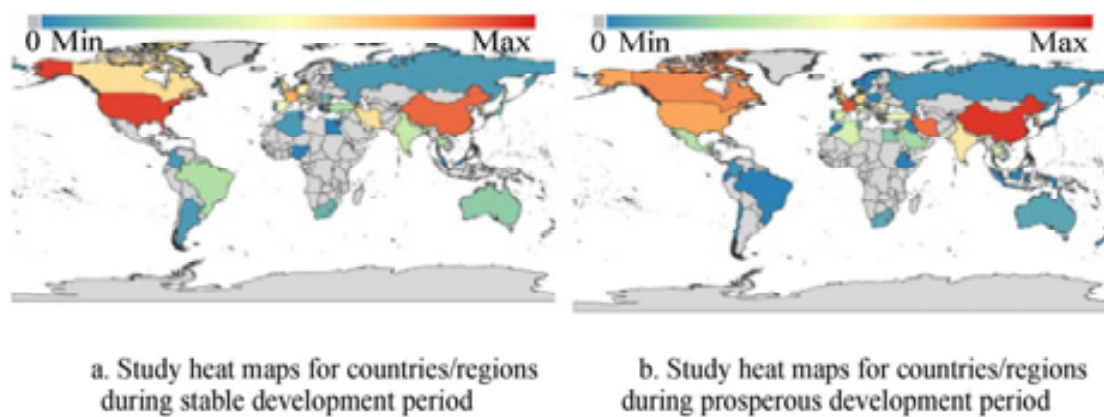 0 Min Max
0 Min Max
a. Study heat maps for countries/regions
during stable development period
b. Study heat maps for countries/regions
during prosperous development period